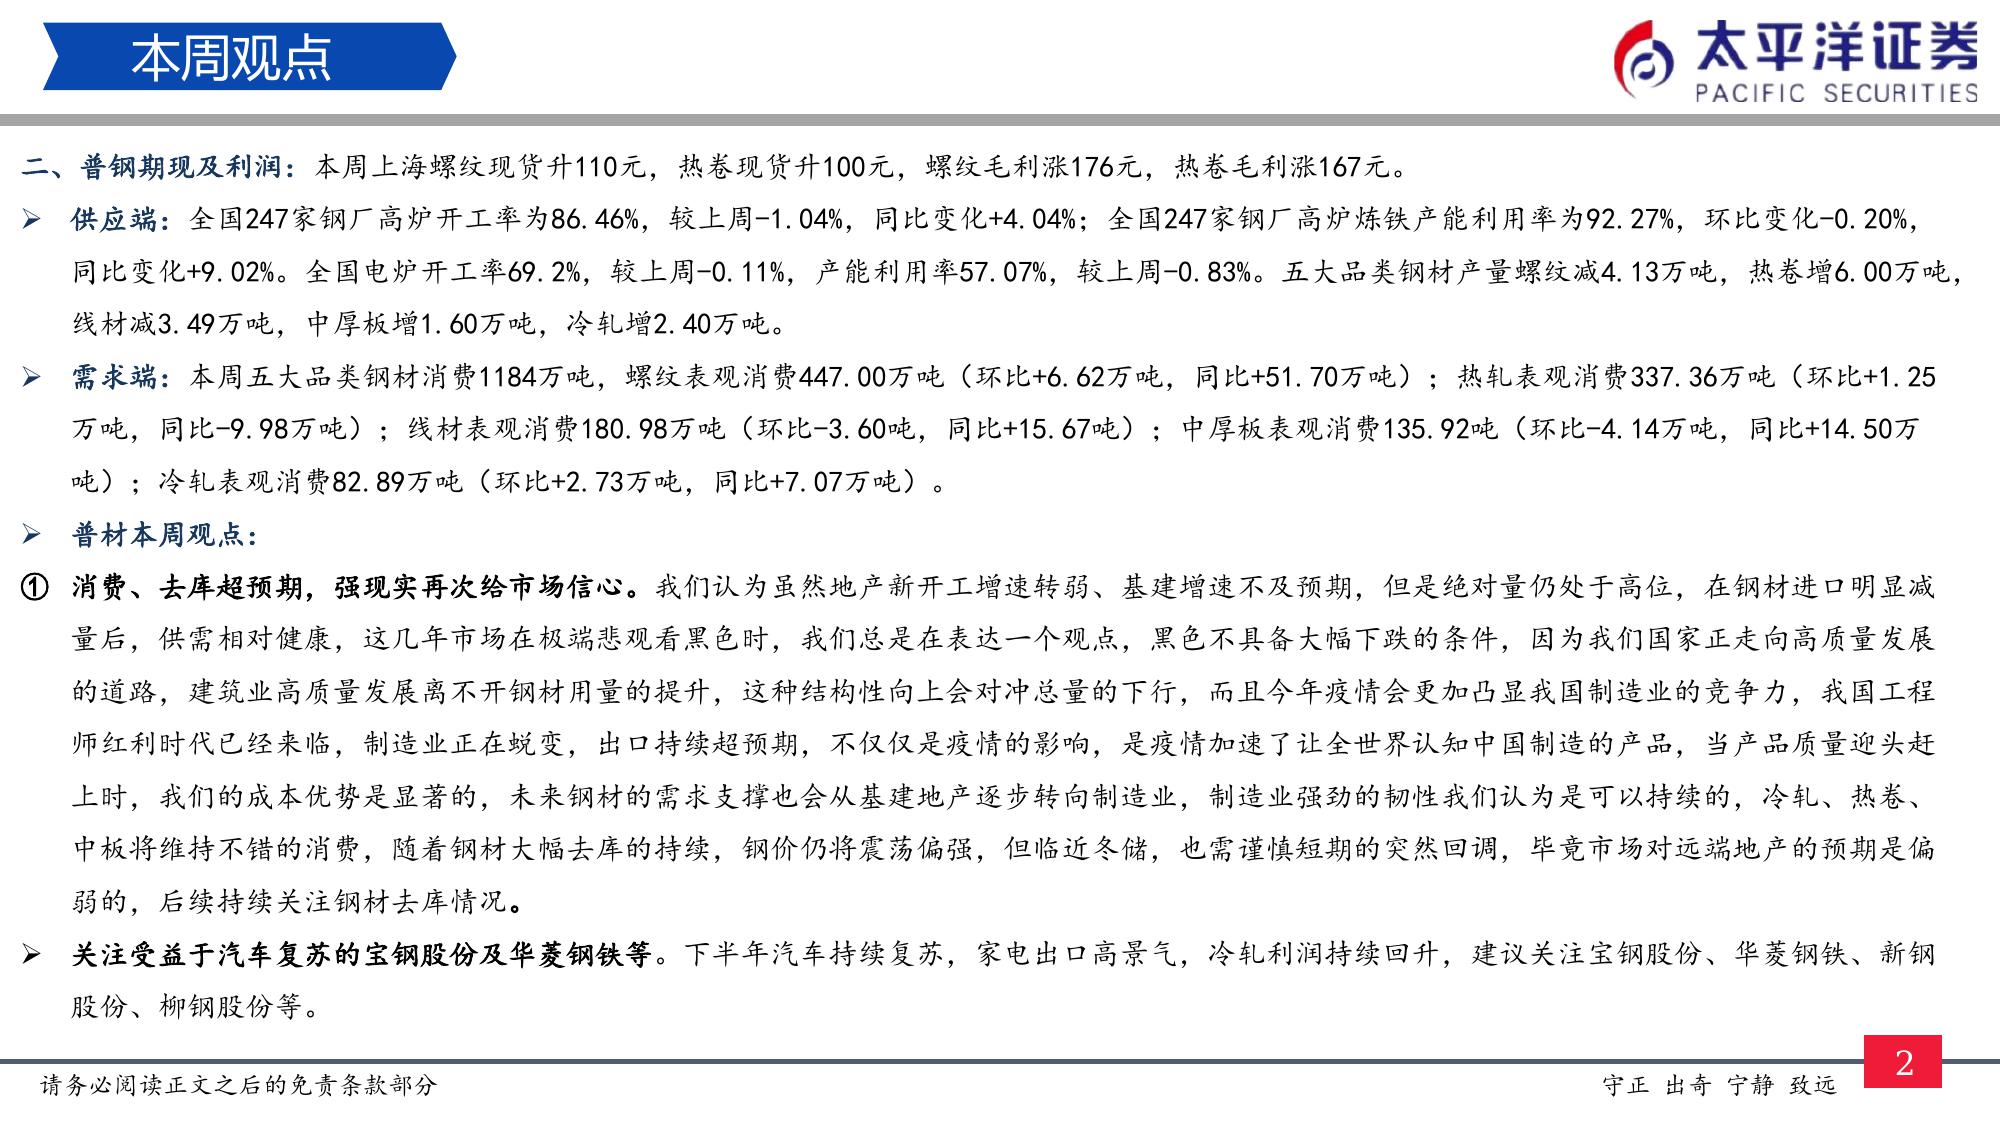 本周观点
太平洋证券
PACIFIC SECURITIES
二、普钢期现及利润：本周上海螺纹现货升110元，热卷现货升100元，螺纹毛利涨176元，热卷毛利涨167元。
➢ 供应端：全国247家钢厂高炉开工率为86.46%，较上周-1.04%，同比变化+4.04%；全国247家钢厂高炉炼铁产能利用率为92.27%，环比变化-0.20%，
同比变化+9.02%。全国电炉开工率69.2%，较上周-0.11%，产能利用率57.07%，较上周-0.83%。五大品类钢材产量螺纹减4.13万吨，热卷增6.00万吨，
线材减3.49万吨，中厚板增1.60万吨，冷轧增2.40万吨。
➢ 需求端：本周五大品类钢材消费1184万吨，螺纹表观消费447.00万吨（环比+6.62万吨，同比+51.70万吨）；热轧表观消费337.36万吨（环比+1.25
万吨，同比-9.98万吨）；线材表观消费180.98万吨（环比-3.60吨，同比+15.67吨）；中厚板表观消费135.92吨（环比-4.14万吨，同比+14.50万
吨）；冷轧表观消费82.89万吨（环比+2.73万吨，同比+7.07万吨）。
➢ 普材本周观点：
① 消费、去库超预期，强现实再次给市场信心。我们认为虽然地产新开工增速转弱、基建增速不及预期，但是绝对量仍处于高位，在钢材进口明显减
量后，供需相对健康，这几年市场在极端悲观看黑色时，我们总是在表达一个观点，黑色不具备大幅下跌的条件，因为我们国家正走向高质量发展
的道路，建筑业高质量发展离不开钢材用量的提升，这种结构性向上会对冲总量的下行，而且今年疫情会更加凸显我国制造业的竞争力，我国工程
师红利时代已经来临，制造业正在蜕变，出口持续超预期，不仅仅是疫情的影响，是疫情加速了让全世界认知中国制造的产品，当产品质量迎头赶
上时，我们的成本优势是显著的，未来钢材的需求支撑也会从基建地产逐步转向制造业，制造业强劲的韧性我们认为是可以持续的，冷轧、热卷、
中板将维持不错的消费，随着钢材大幅去库的持续，钢价仍将震荡偏强，但临近冬储，也需谨慎短期的突然回调，毕竟市场对远端地产的预期是偏
弱的，后续持续关注钢材去库情况。
➢ 关注受益于汽车复苏的宝钢股份及华菱钢铁等。下半年汽车持续复苏，家电出口高景气，冷轧利润持续回升，建议关注宝钢股份、华菱钢铁、新钢
股份、柳钢股份等。
请务必阅读正文之后的免责条款部分
守正 出奇 宁静 致远
2